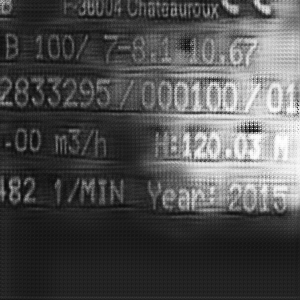 F-36004 Châteauroux
B 100/ 7-8.1 10.67
2833295/000100/01
.00 m3/h H:120.03 M
482 1/MIN Year: 2015